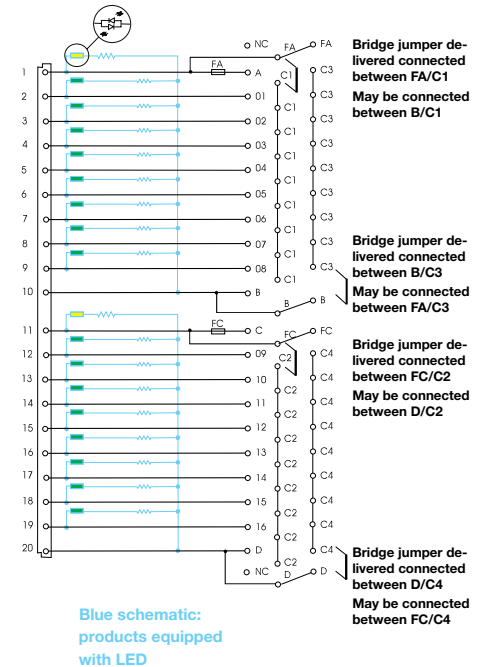 NC
FA
FA
Bridge jumper de-
livered connected
between FA/C1
May be connected
between B/C1
1
FA
A
C1
C3
2
01
C1
C3
3
02
C1
C3
4
03
C1
C3
5
04
C1
C3
6
05
C1
C3
7
06
C1
C3
8
07
C1
C3
9
08
C1
C3
Bridge jumper de-
livered connected
between B/C3
May be connected
between FA/C3
10
B
B
B
11
FC
C
FC
FC
12
09
C2
C4
13
10
C2
C4
14
11
C2
C4
15
12
C2
C4
16
13
C2
C4
17
14
C2
C4
18
15
C2
C4
19
16
C2
C4
20
D
C2
C4
NC
D
D
Bridge jumper de-
livered connected
between FC/C2
May be connected
between D/C2
Bridge jumper de-
livered connected
between D/C4
May be connected
between FC/C4
Blue schematic:
products equipped
with LED